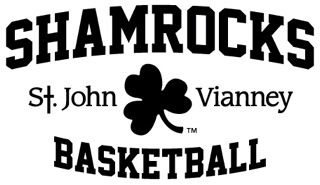 SHAMROCKS
St. John Vianney
™
BASKETBALL